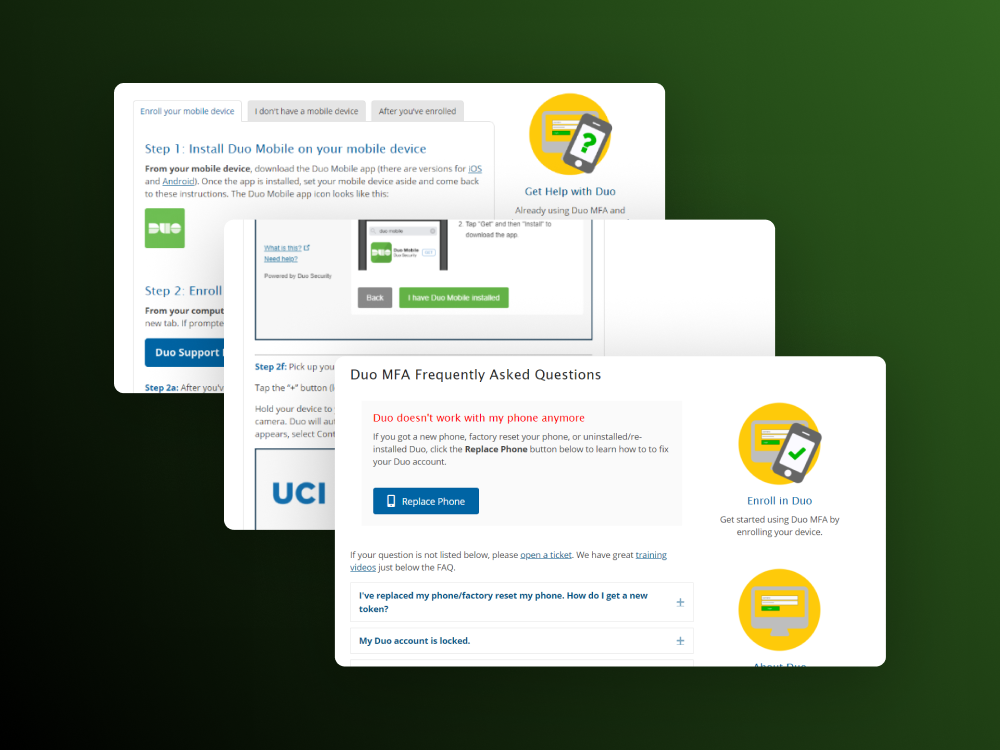 Enroll your mobile device
I don't have a mobile device
After you've enrolled
Step 1: Install Duo Mobile on your mobile device
From your mobile device, download the Duo Mobile app (there are versions for iOS
and Android). Once the app is installed, set your mobile device aside and come back
to these instructions. The Duo Mobile app icon looks like this:
DUO
Step 2: Enroll
From your comput
new tab. If prompte
Duo Support
Step 2a: After you'v
Get Help with Duo
Already using Duo MFA and
What is this?
Need help?
Powered by Duo Security
duo mobile
DUO
Duo Mobile
Duo Security
GET
2 Tap "Get" and then "Install" to
download the app.
Back
I have Duo Mobile installed
Step 2f: Pick up you
Tap the "+" button (
Hold your device to
camera. Duo will aut
appears, select Cont
UCI
Duo MFA Frequently Asked Questions
Duo doesn't work with my phone anymore
If you got a new phone, factory reset your phone, or uninstalled/re-
installed Duo, click the Replace Phone button below to learn how to to fix
your Duo account.
Replace Phone
If your question is not listed below, please open a ticket. We have great training
videos just below the FAQ.
I've replaced my phone/factory reset my phone. How do I get a new
token?
My Duo account is locked.
Enroll in Duo
Get started using Duo MFA by
enrolling your device.
About Duo